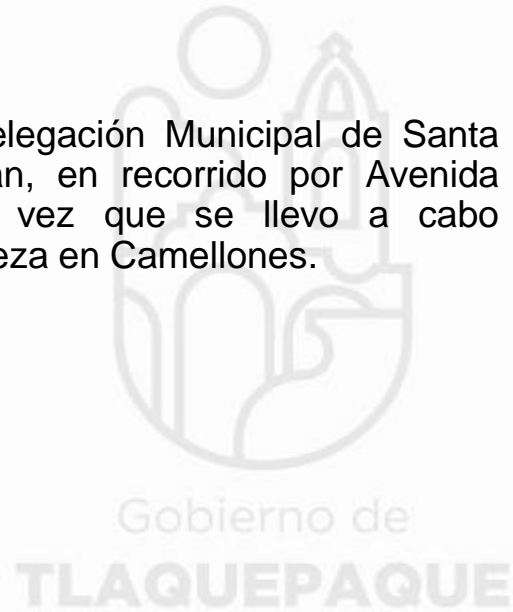 elegación Municipal de Santa
an, en recorrido por Avenida
vez que se llevo a cabo
eza en Camellones.
Gobierno de
TLAQUEPAQUE